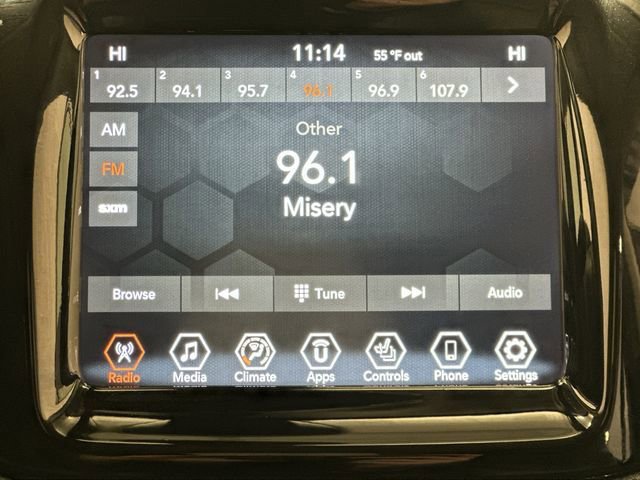 HI 11:14 55 °F out HI
1 92.5 2 94.1 3 95.7 4 96.1 5 96.9 6 107.9 >
AM
Other
FM
96.1
sxm
Misery
Browse Tune Audio
Radio Media Climate Apps Controls Phone Settings